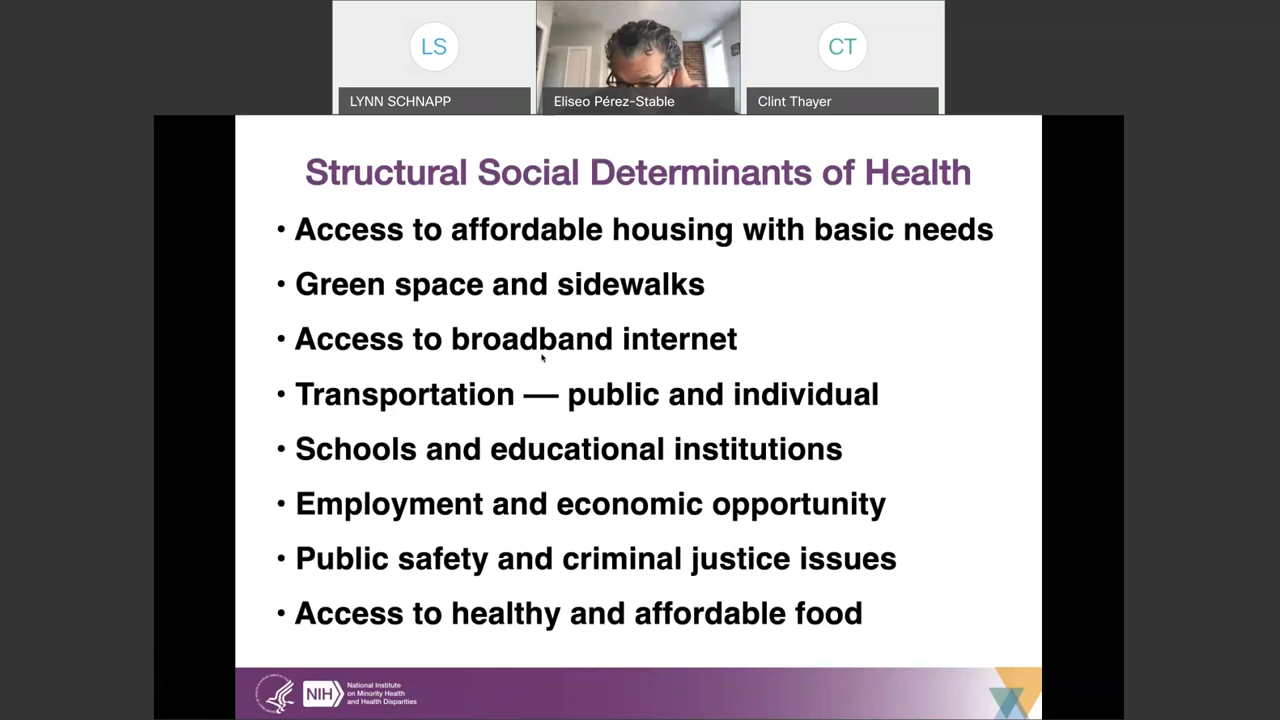 LS
CT
LYNN SCHNAPP
Eliseo Pérez-Stable
Clint Thayer
Structural Social Determinants of Health
• Access to affordable housing with basic needs
• Green space and sidewalks
• Access to broadband internet
• Transportation — public and individual
• Schools and educational institutions
• Employment and economic opportunity
• Public safety and criminal justice issues
• Access to healthy and affordable food
NIH
National Institute
on Minority Health
and Health Disparities